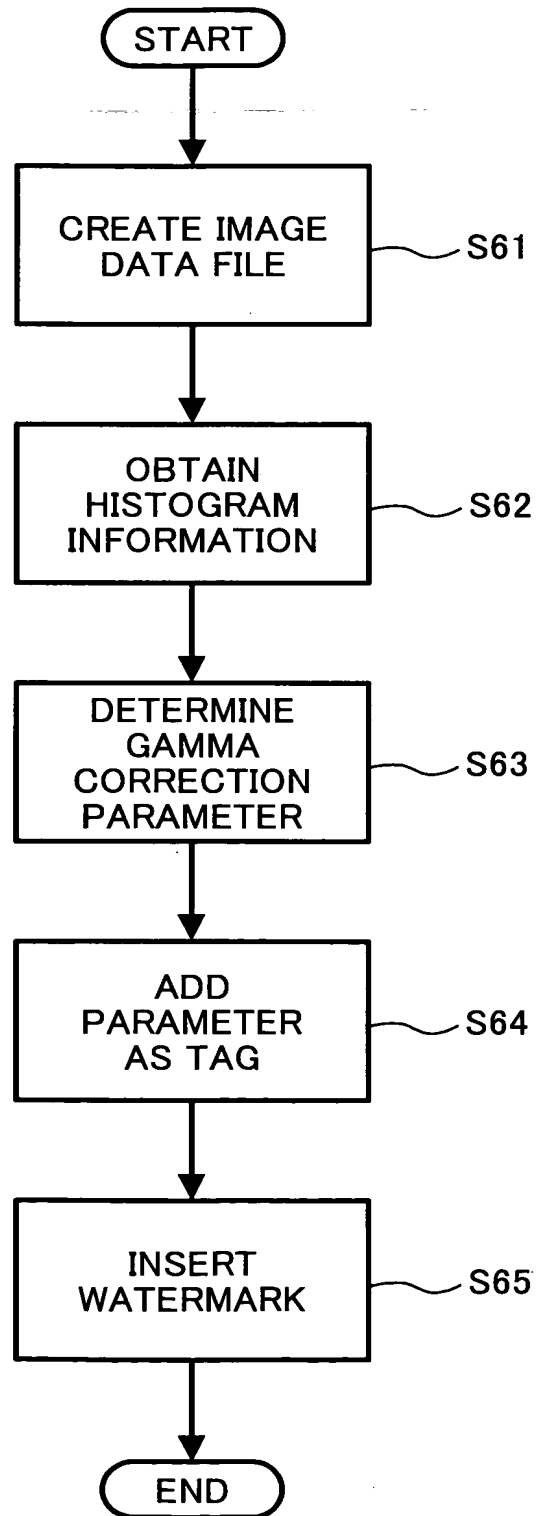 START
CREATE IMAGE
DATA FILE
S61
OBTAIN
HISTOGRAM
INFORMATION
S62
DETERMINE
GAMMA
CORRECTION
PARAMETER
S63
ADD
PARAMETER
AS TAG
S64
INSERT
WATERMARK
S65
END